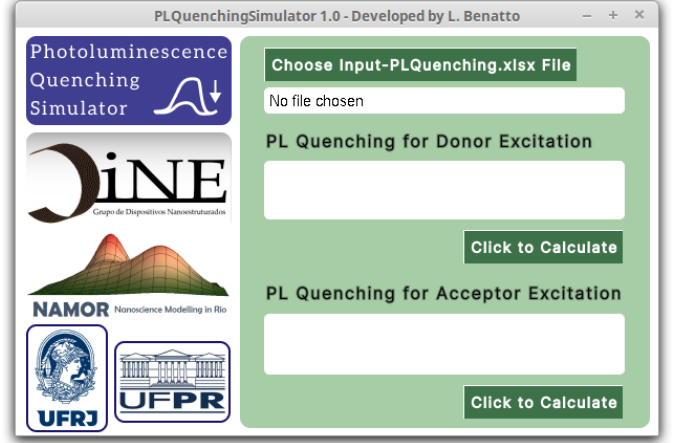 PLQuenchingSimulator 1.0 - Developed by L. Benatto
Photoluminescence
Quenching
Simulator
DiNE
Grupo de Dispositivos Nanoestruturados
NAMOR Nanoscience Modelling in Rio
UFRJ
UFPR
Choose Input-PLQuenching.xlsx File
No file chosen
PL Quenching for Donor Excitation
Click to Calculate
PL Quenching for Acceptor Excitation
Click to Calculate